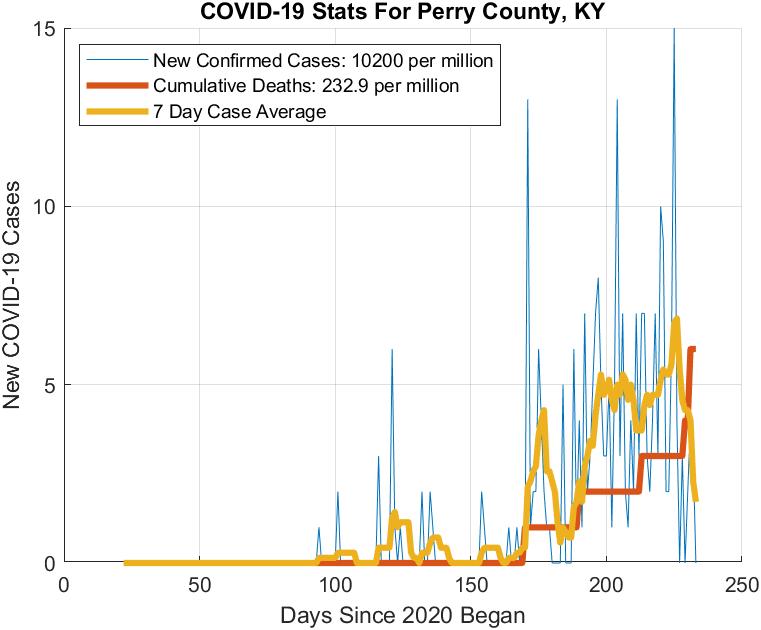 COVID-19 Stats For Perry County, KY
New Confirmed Cases: 10200 per million
Cumulative Deaths: 232.9 per million
7 Day Case Average
New COVID-19 Cases
15
10
5
0
0 50 100 150 200 250
Days Since 2020 Began